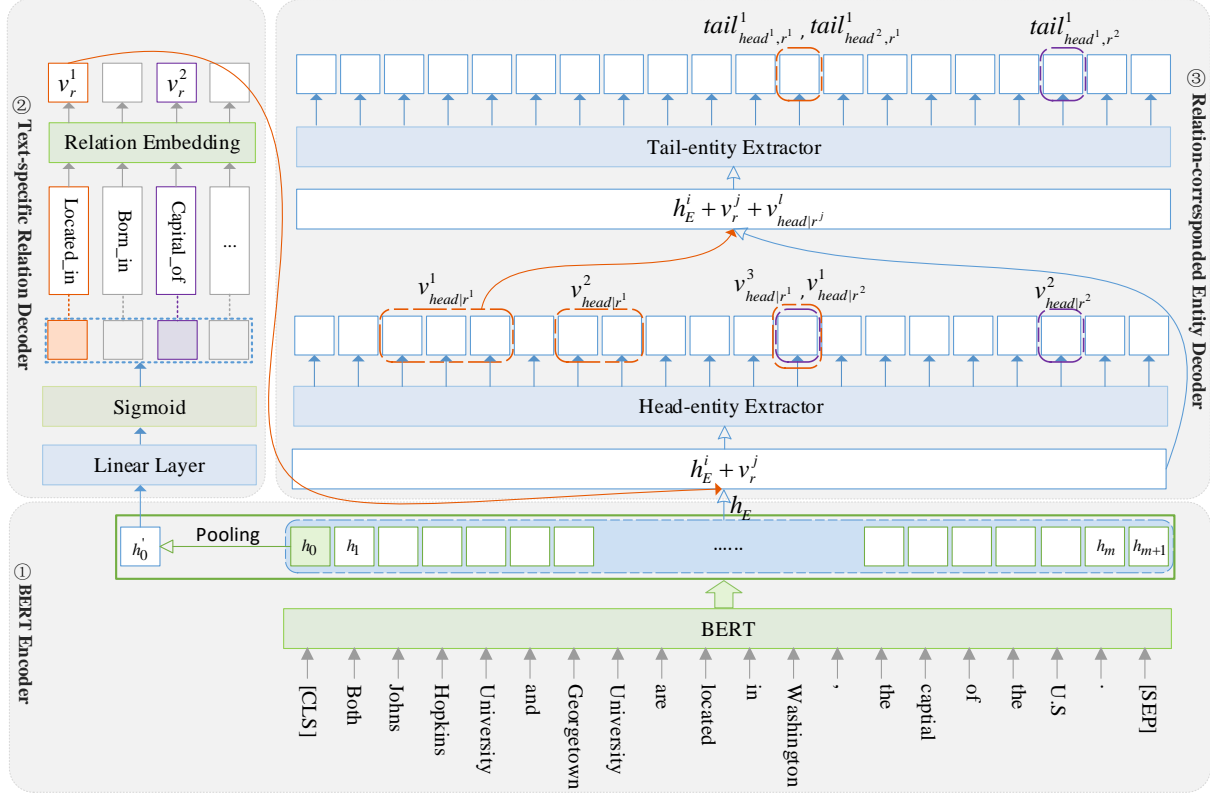 ② Text-specific Relation Decoder
v_r^1
v_r^2
Relation Embedding
Located_in
Born_in
Capital_of
...
Sigmoid
Linear Layer
③ Relation-corresponded Entity Decoder
tail^1_{head^1,r^1} , tail^1_{head^2,r^1}
tail^1_{head^1,r^2}
Tail-entity Extractor
h_E^i + v_r^j + v^l_{head|r^j}
v^1_{head|r^1}
v^2_{head|r^1}
v^3_{head|r^1} , v^1_{head|r^2}
v^2_{head|r^2}
Head-entity Extractor
h_E^i + v_r^j
h_E
① BERT Encoder
h_0^'
Pooling
h_0
h_1
......
h_m
h_{m+1}
BERT
[CLS]
Both
Johns
Hopkins
University
and
Georgetown
University
are
located
in
Washington
,
the
captial
of
the
U.S
.
[SEP]